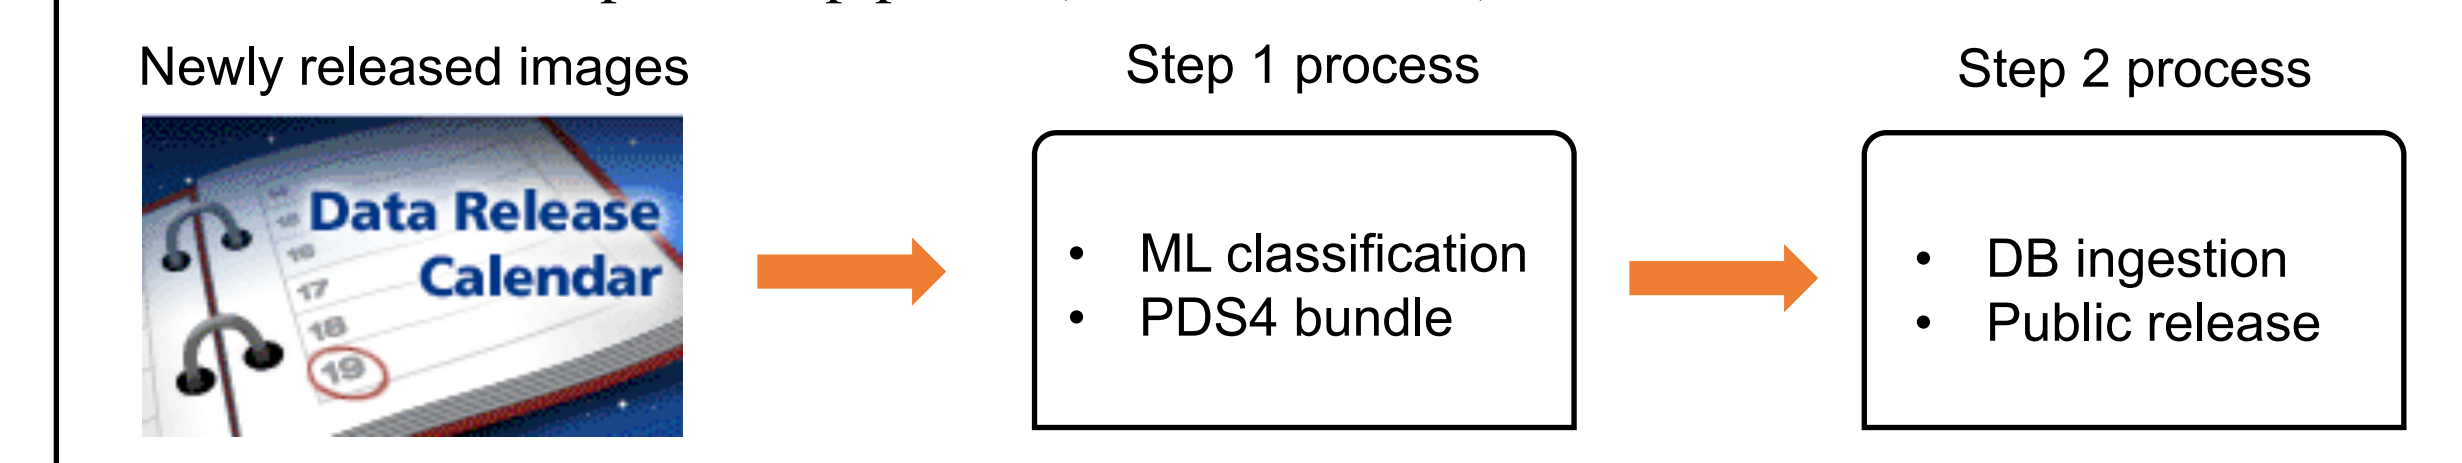 Newly released images
Step 1 process
Step 2 process
Data Release
Calendar
16
17
18
19
• ML classification
• PDS4 bundle
• DB ingestion
• Public release